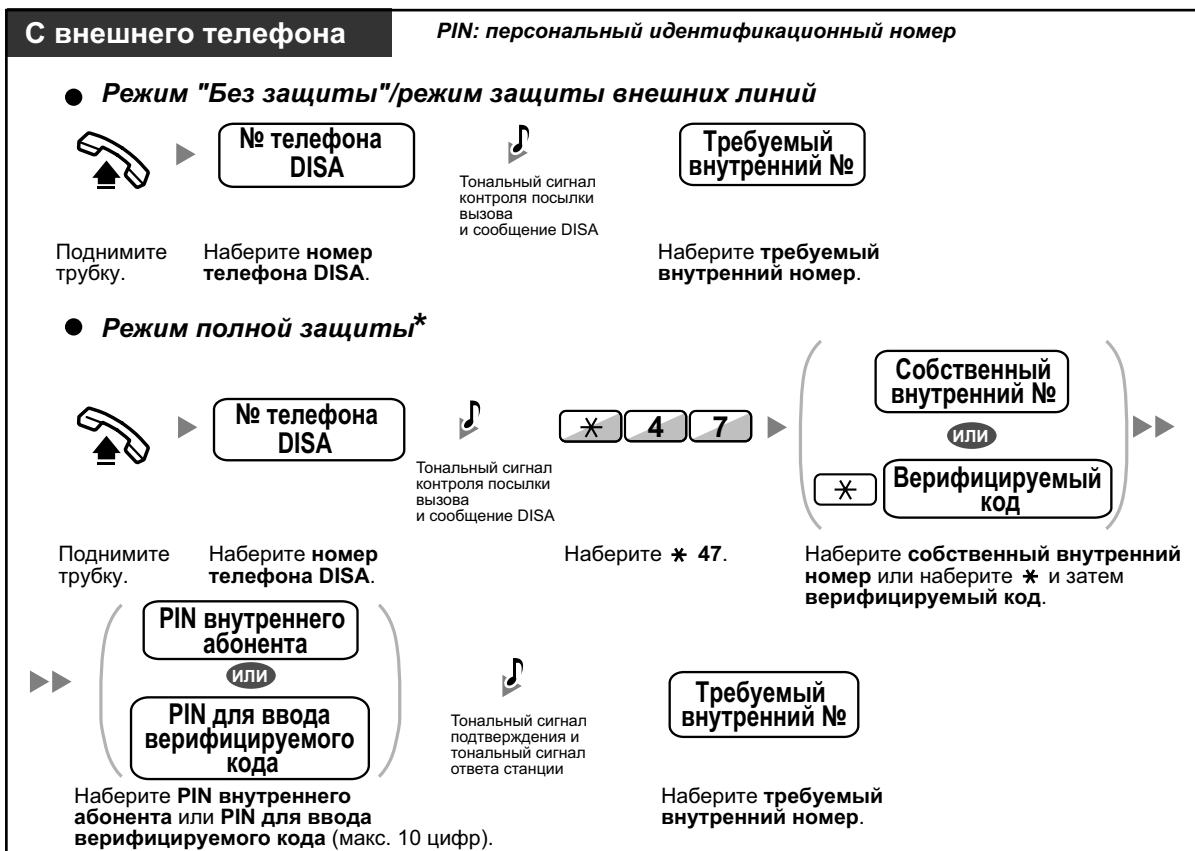 С внешнего телефона
PIN: персональный идентификационный номер
● Режим "Без защиты"/режим защиты внешних линий
№ телефона
DISA
Тональный сигнал
контроля посылки
вызова
и сообщение DISA
Требуемый
внутренний №
Поднимите
трубку.
Наберите номер
телефона DISA.
Наберите требуемый
внутренний номер.
● Режим полной защиты*
№ телефона
DISA
Тональный сигнал
контроля посылки
вызова
и сообщение DISA
* 4 7
Собственный
внутренний №
или
* Верифицируемый
код
Поднимите
трубку.
Наберите номер
телефона DISA.
Наберите * 47.
Наберите собственный внутренний
номер или наберите * и затем
верифицируемый код.
PIN внутреннего
абонента
или
PIN для ввода
верифицируемого
кода
Тональный сигнал
подтверждения и
тональный сигнал
ответа станции
Требуемый
внутренний №
Наберите PIN внутреннего
абонента или PIN для ввода
верифицируемого кода (макс. 10 цифр).
Наберите требуемый
внутренний номер.